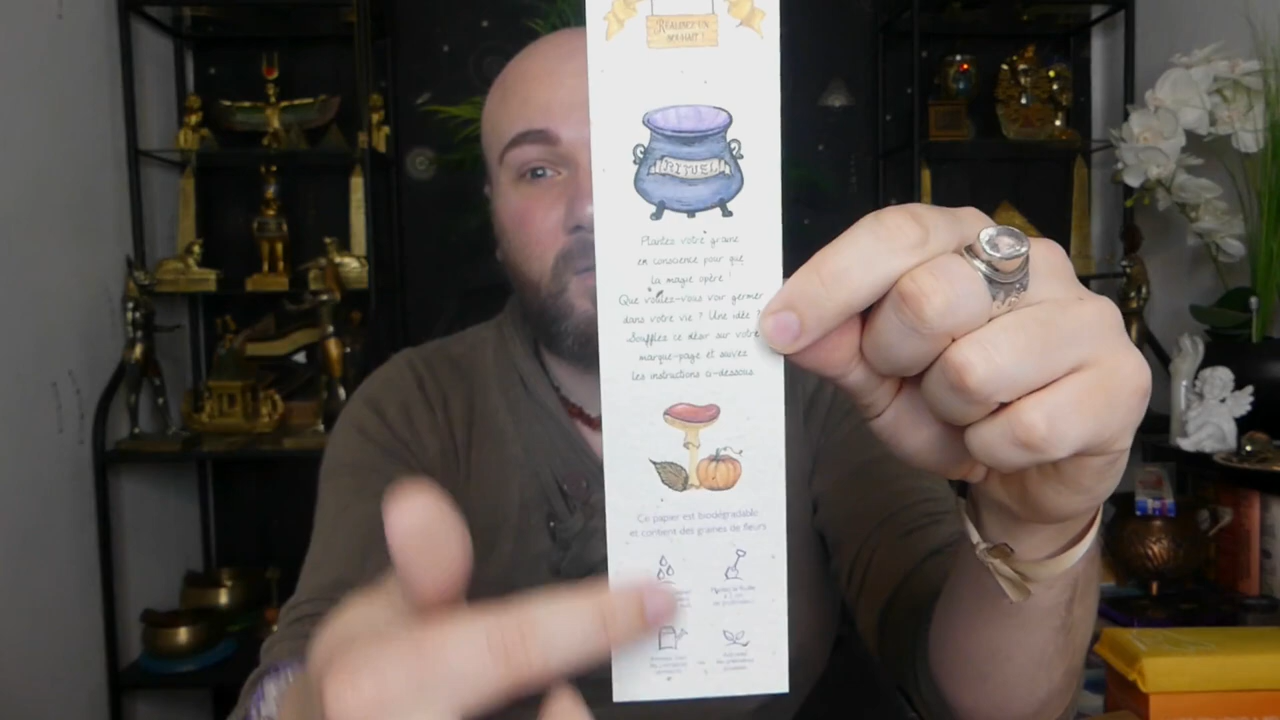 RÉALISEZ UN
SOUHAIT !
RITUEL
Plantez votre graine
en conscience pour que
la magie opère !
Que voulez-vous voir germer
dans votre vie ? Une idée ?
Soufflez ce désir sur votre
marque-page et suivez
les instructions ci-dessous
Ce papier est biodégradable
et contient des graines de fleurs